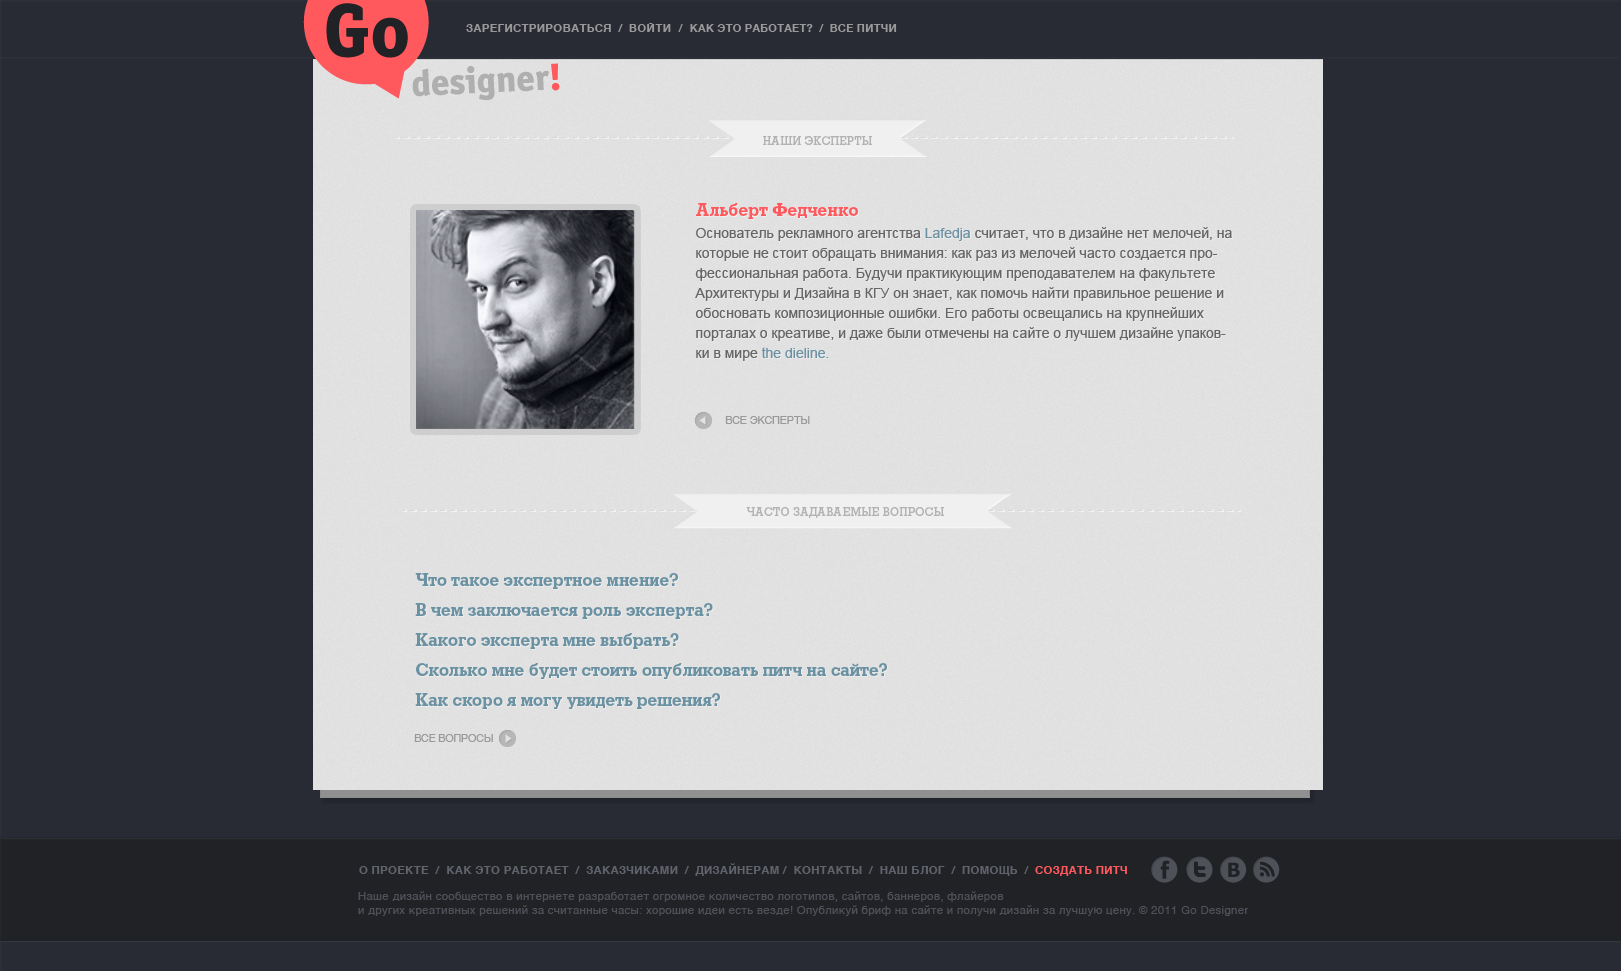 Go
designer!
ЗАРЕГИСТРИРОВАТЬСЯ / ВОЙТИ / КАК ЭТО РАБОТАЕТ? / ВСЕ ПИТЧИ
НАШИ ЭКСПЕРТЫ
Альберт Федченко
Основатель рекламного агентства Lafedja считает, что в дизайне нет мелочей, на
которые не стоит обращать внимания: как раз из мелочей часто создается про-
фессиональная работа. Будучи практикующим преподавателем на факультете
Архитектуры и Дизайна в КГУ он знает, как помочь найти правильное решение и
обосновать композиционные ошибки. Его работы освещались на крупнейших
порталах о креативе, и даже были отмечены на сайте о лучшем дизайне упаков-
ки в мире the dieline.
ВСЕ ЭКСПЕРТЫ
ЧАСТО ЗАДАВАЕМЫЕ ВОПРОСЫ
Что такое экспертное мнение?
В чем заключается роль эксперта?
Какого эксперта мне выбрать?
Сколько мне будет стоить опубликовать питч на сайте?
Как скоро я могу увидеть решения?
ВСЕ ВОПРОСЫ
О ПРОЕКТЕ / КАК ЭТО РАБОТАЕТ / ЗАКАЗЧИКАМИ / ДИЗАЙНЕРАМ / КОНТАКТЫ / НАШ БЛОГ / ПОМОЩЬ / СОЗДАТЬ ПИТЧ
Наше дизайн сообщество в интернете разработает огромное количество логотипов, сайтов, баннеров, флайеров
и других креативных решений за считанные часы: хорошие идеи есть везде! Опубликуй бриф на сайте и получи дизайн за лучшую цену. © 2011 Go Designer